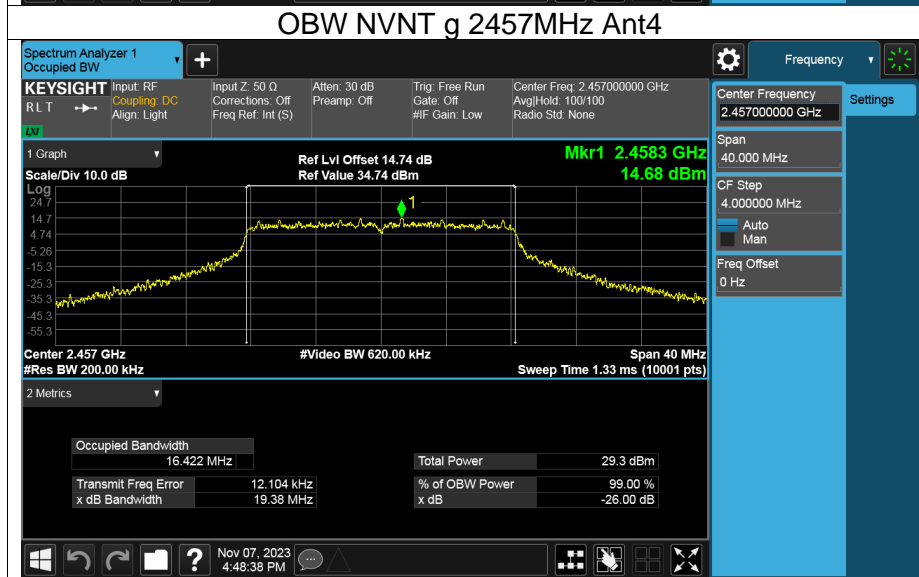 OBW NVNT g 2457MHz Ant4
Spectrum Analyzer 1
Occupied BW
+
Frequency
KEYSIGHT
RLT
LXI
Input: RF
Coupling: DC
Align: Light
Input Z: 50 Ω
Corrections: Off
Freq Ref: Int (S)
Atten: 30 dB
Preamp: Off
Trig: Free Run
Gate: Off
#IF Gain: Low
Center Freq: 2.457000000 GHz
Avg|Hold: 100/100
Radio Std: None
Center Frequency
2.457000000 GHz
Settings
Span
40.000 MHz
CF Step
4.000000 MHz
Auto
Man
Freq Offset
0 Hz
1 Graph
Scale/Div 10.0 dB
Ref Lvl Offset 14.74 dB
Ref Value 34.74 dBm
Mkr1 2.4583 GHz
14.68 dBm
Log
24.7
14.7
4.74
-5.26
-15.3
-25.3
-35.3
-45.3
-55.3
1
Center 2.457 GHz
#Res BW 200.00 kHz
#Video BW 620.00 kHz
Span 40 MHz
Sweep Time 1.33 ms (10001 pts)
2 Metrics
Occupied Bandwidth
16.422 MHz
Transmit Freq Error 12.104 kHz
x dB Bandwidth 19.38 MHz
Total Power 29.3 dBm
% of OBW Power 99.00 %
x dB -26.00 dB
?
Nov 07, 2023
4:48:38 PM